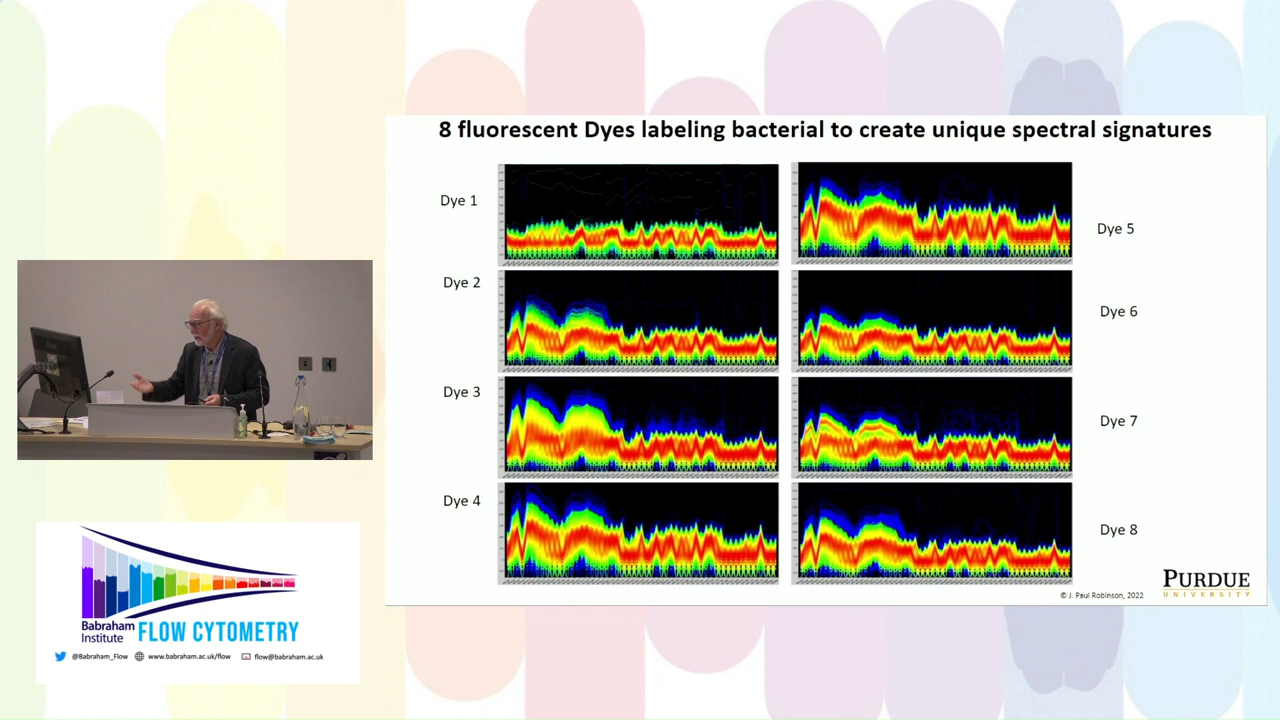 8 fluorescent Dyes labeling bacterial to create unique spectral signatures
Dye 1
Dye 5
Dye 2
Dye 6
Dye 3
Dye 7
Dye 4
Dye 8
© J. Paul Robinson, 2022
PURDUE
UNIVERSITY
Babraham
Institute
FLOW CYTOMETRY
@Babraham_Flow
www.babraham.ac.uk/flow
flow@babraham.ac.uk